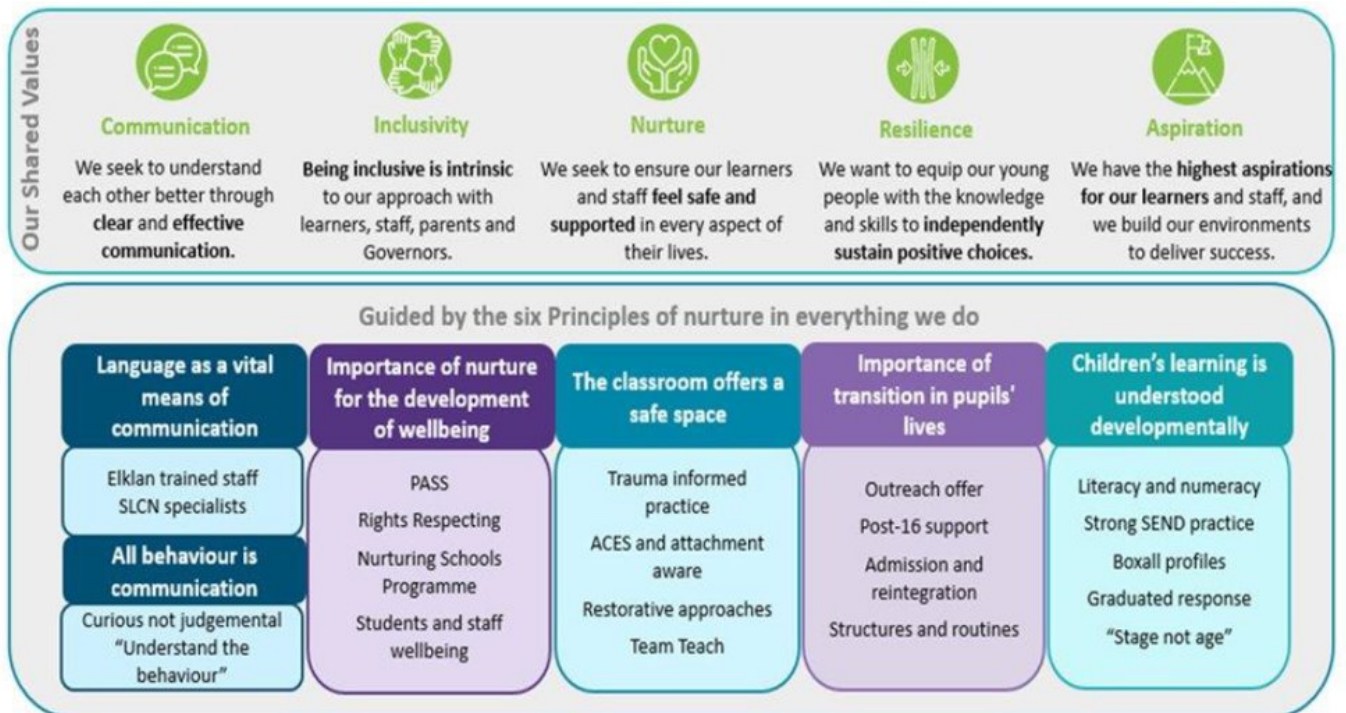 Our Shared Values
Communication
We seek to understand
each other better through
clear and effective
communication.
Inclusivity
Being inclusive is intrinsic
to our approach with
learners, staff, parents and
Governors.
Nurture
We seek to ensure our learners
and staff feel safe and
supported in every aspect of
their lives.
Resilience
We want to equip our young
people with the knowledge
and skills to independently
sustain positive choices.
Aspiration
We have the highest aspirations
for our learners and staff, and
we build our environments
to deliver success.
Guided by the six Principles of nurture in everything we do
Language as a vital
means of
communication
Elklan trained staff
SLCN specialists
All behaviour is
communication
Curious not judgemental
“Understand the
behaviour”
Importance of nurture
for the development
of wellbeing
PASS
Rights Respecting
Nurturing Schools
Programme
Students and staff
wellbeing
The classroom offers a
safe space
Trauma informed
practice
ACES and attachment
aware
Restorative approaches
Team Teach
Importance of
transition in pupils'
lives
Outreach offer
Post-16 support
Admission and
reintegration
Structures and routines
Children’s learning is
understood
developmentally
Literacy and numeracy
Strong SEND practice
Boxall profiles
Graduated response
“Stage not age”